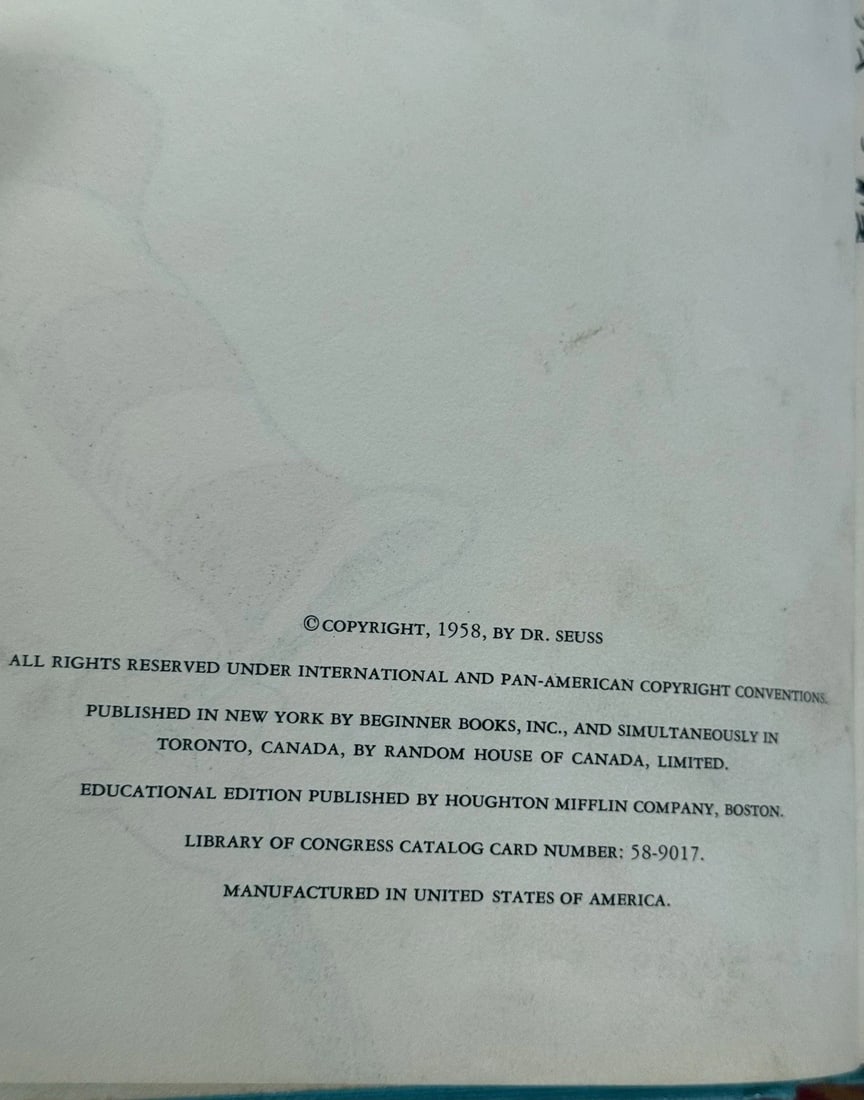 © COPYRIGHT, 1958, BY DR. SEUSS
ALL RIGHTS RESERVED UNDER INTERNATIONAL AND PAN-AMERICAN COPYRIGHT CONVENTIONS.
PUBLISHED IN NEW YORK BY BEGINNER BOOKS, INC., AND SIMULTANEOUSLY IN
TORONTO, CANADA, BY RANDOM HOUSE OF CANADA, LIMITED.
EDUCATIONAL EDITION PUBLISHED BY HOUGHTON MIFFLIN COMPANY, BOSTON.
LIBRARY OF CONGRESS CATALOG CARD NUMBER: 58-9017.
MANUFACTURED IN UNITED STATES OF AMERICA.